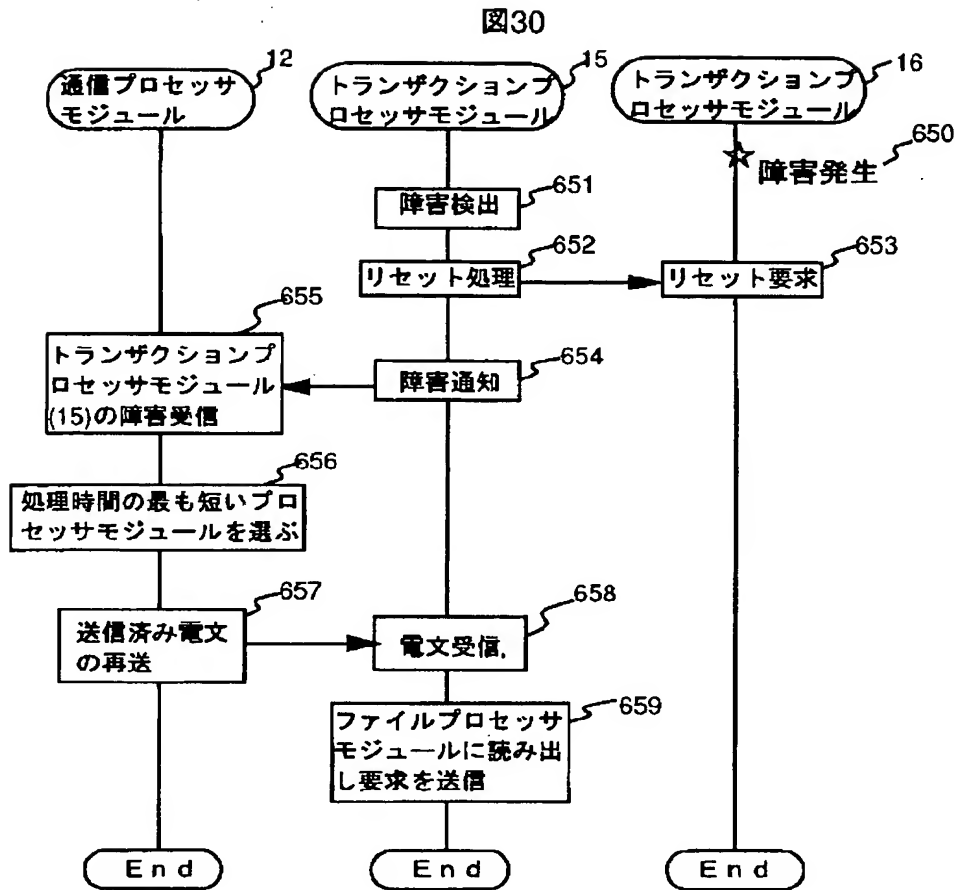 図30
12
通信プロセッサ
モジュール
15
トランザクションプ
ロセッサモジュール
16
トランザクションプ
ロセッサモジュール
650
障害発生
651
障害検出
652
リセット処理
653
リセット要求
655
トランザクションプ
ロセッサモジュール
(15)の障害受信
654
障害通知
656
処理時間の最も短いプロ
セッサモジュールを選ぶ
657
送信済み電文
の再送
658
電文受信.
659
ファイルプロセッサ
モジュールに読み出
し要求を送信
End
End
End